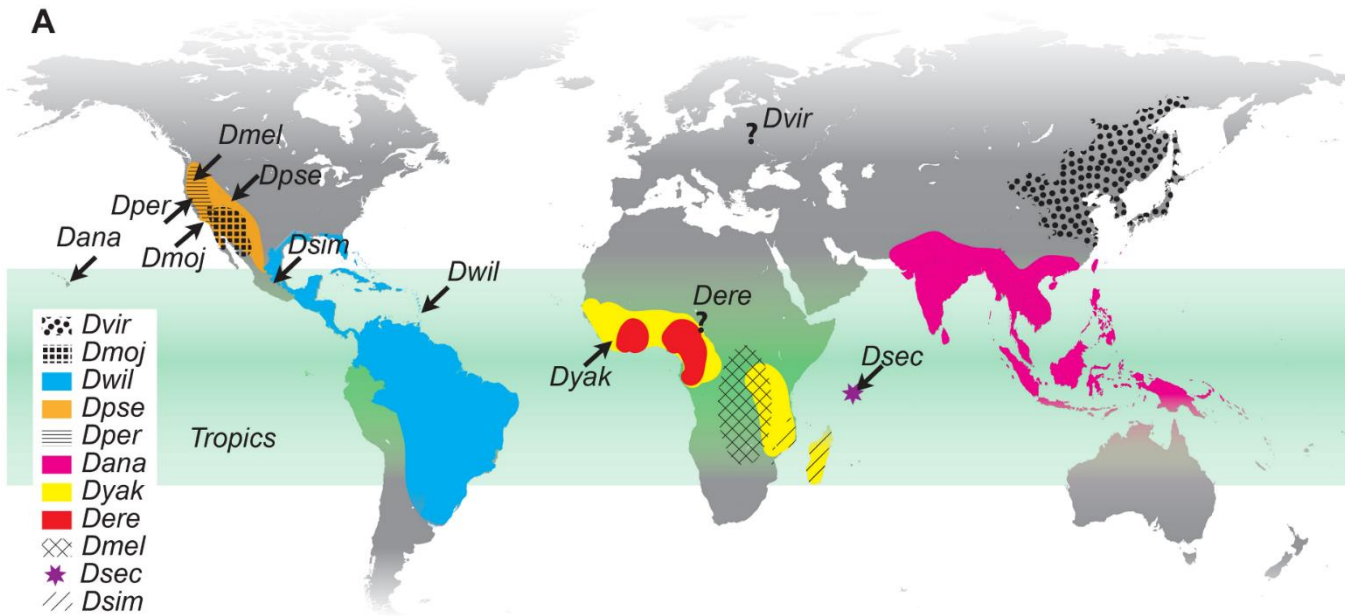 A
Dmel
Dpse
Dper
Dana
Dmoj
Dsim
Dwil
? Dvir
Dere
?
Dyak
Dsec
Tropics
Dvir
Dmoj
Dwil
Dpse
Dper
Dana
Dyak
Dere
Dmel
Dsec
Dsim